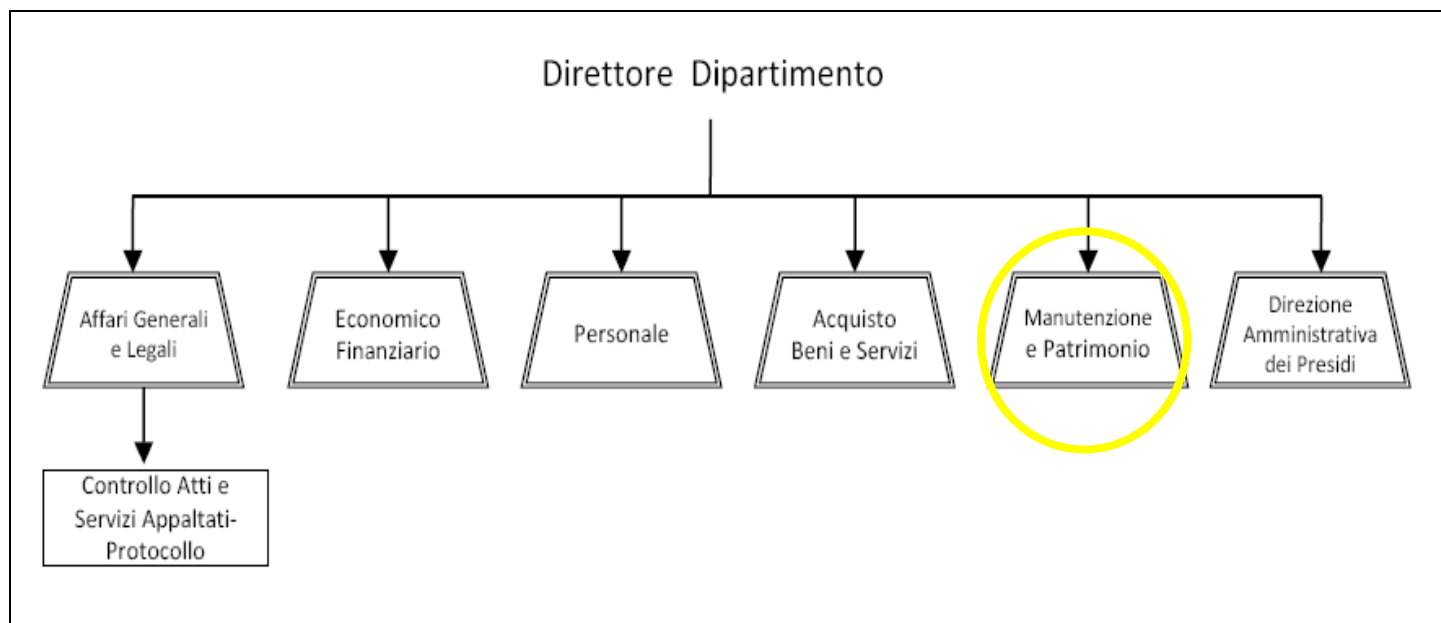 Direttore Dipartimento
Affari Generali
e Legali
Economico
Finanziario
Personale
Acquisto
Beni e Servizi
Manutenzione
e Patrimonio
Direzione
Amministrativa
dei Presidi
Controllo Atti e
Servizi Appaltati-
Protocollo